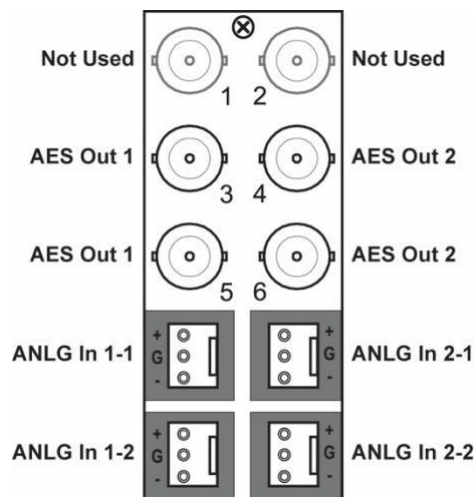 Not Used
Not Used
1 2
AES Out 1
AES Out 2
3 4
AES Out 1
AES Out 2
5 6
ANLG In 1-1
+
G
-
+
G
-
ANLG In 2-1
ANLG In 1-2
+
G
-
+
G
-
ANLG In 2-2